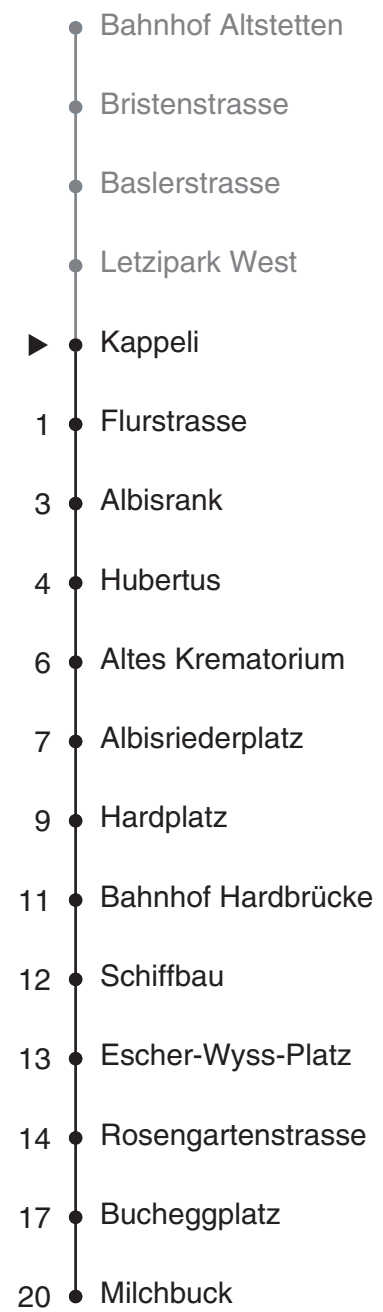 Bahnhof Altstetten
Bristenstrasse
Baslerstrasse
Letzipark West
Kappeli
1 Flurstrasse
3 Albisrank
4 Hubertus
6 Altes Krematorium
7 Albisriederplatz
9 Hardplatz
11 Bahnhof Hardbrücke
12 Schiffbau
13 Escher-Wyss-Platz
14 Rosengartenstrasse
17 Bucheggplatz
20 Milchbuck